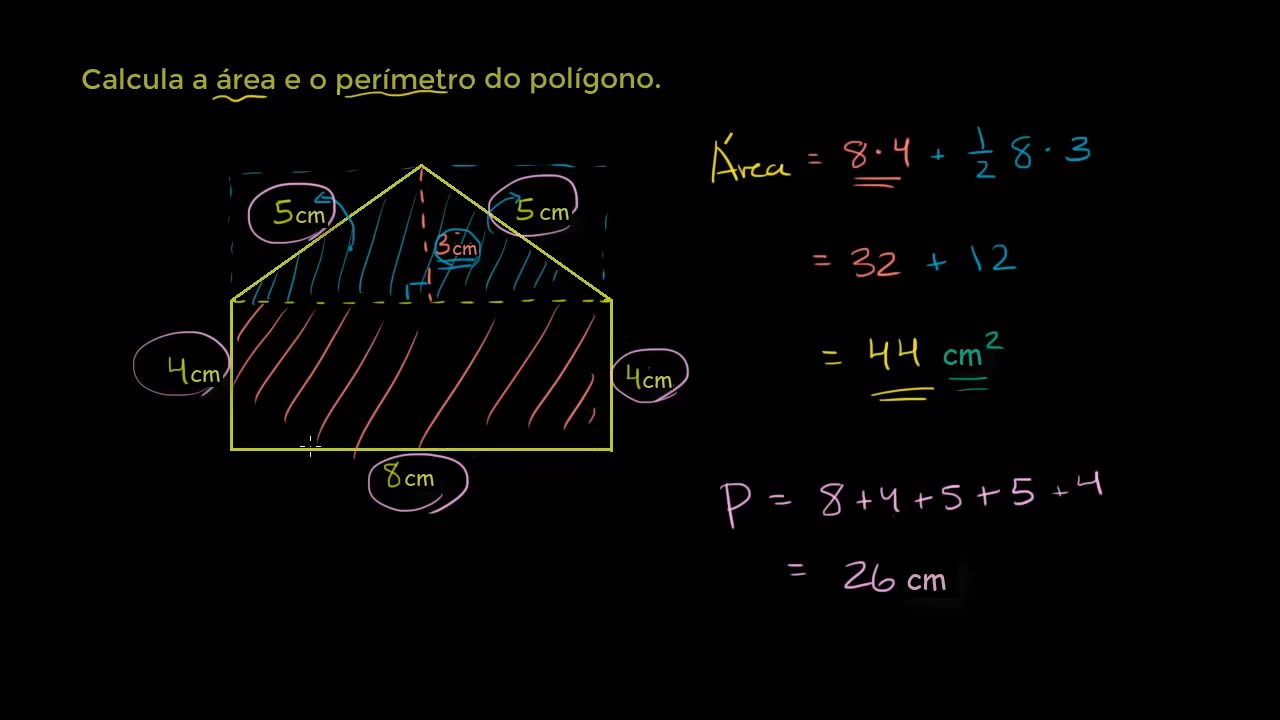 Calcula a área e o perímetro do polígono.
Área = 8 · 4 + 1/2 8 · 3
5cm
5cm
3cm
= 32 + 12
= 44 cm²
4cm
4cm
8cm
P = 8 + 4 + 5 + 5 + 4
= 26 cm